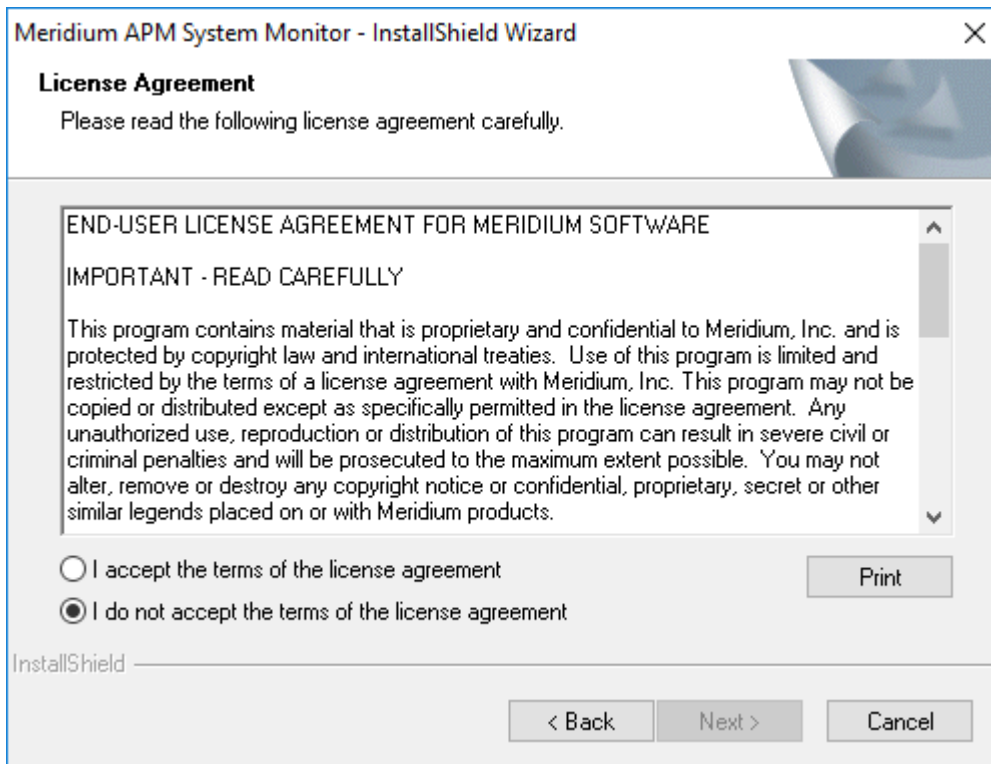 Meridium APM System Monitor - InstallShield Wizard
License Agreement
Please read the following license agreement carefully.
END-USER LICENSE AGREEMENT FOR MERIDIUM SOFTWARE
IMPORTANT - READ CAREFULLY
This program contains material that is proprietary and confidential to Meridium, Inc. and is
protected by copyright law and international treaties.  Use of this program is limited and
restricted by the terms of a license agreement with Meridium, Inc. This program may not be
copied or distributed except as specifically permitted in the license agreement.  Any
unauthorized use, reproduction or distribution of this program can result in severe civil or
criminal penalties and will be prosecuted to the maximum extent possible.  You may not
alter, remove or destroy any copyright notice or confidential, proprietary, secret or other
similar legends placed on or with Meridium products.
I accept the terms of the license agreement
Print
I do not accept the terms of the license agreement
InstallShield
< Back
Next >
Cancel